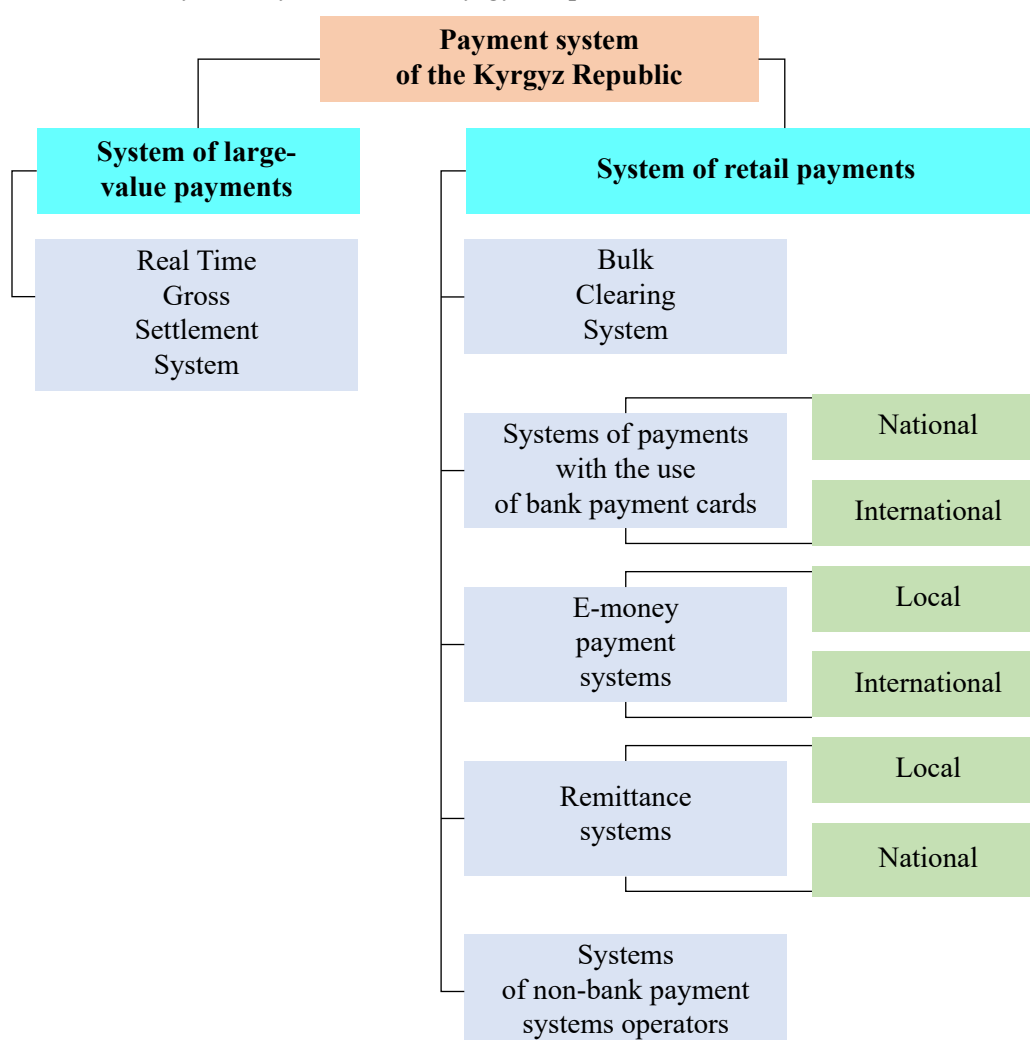 Payment system
of the Kyrgyz Republic
System of large-
value payments
System of retail payments
Real Time
Gross
Settlement
System
Bulk
Clearing
System
Systems of payments
with the use
of bank payment cards
National
International
E-money
payment
systems
Local
International
Remittance
systems
Local
National
Systems
of non-bank payment
systems operators